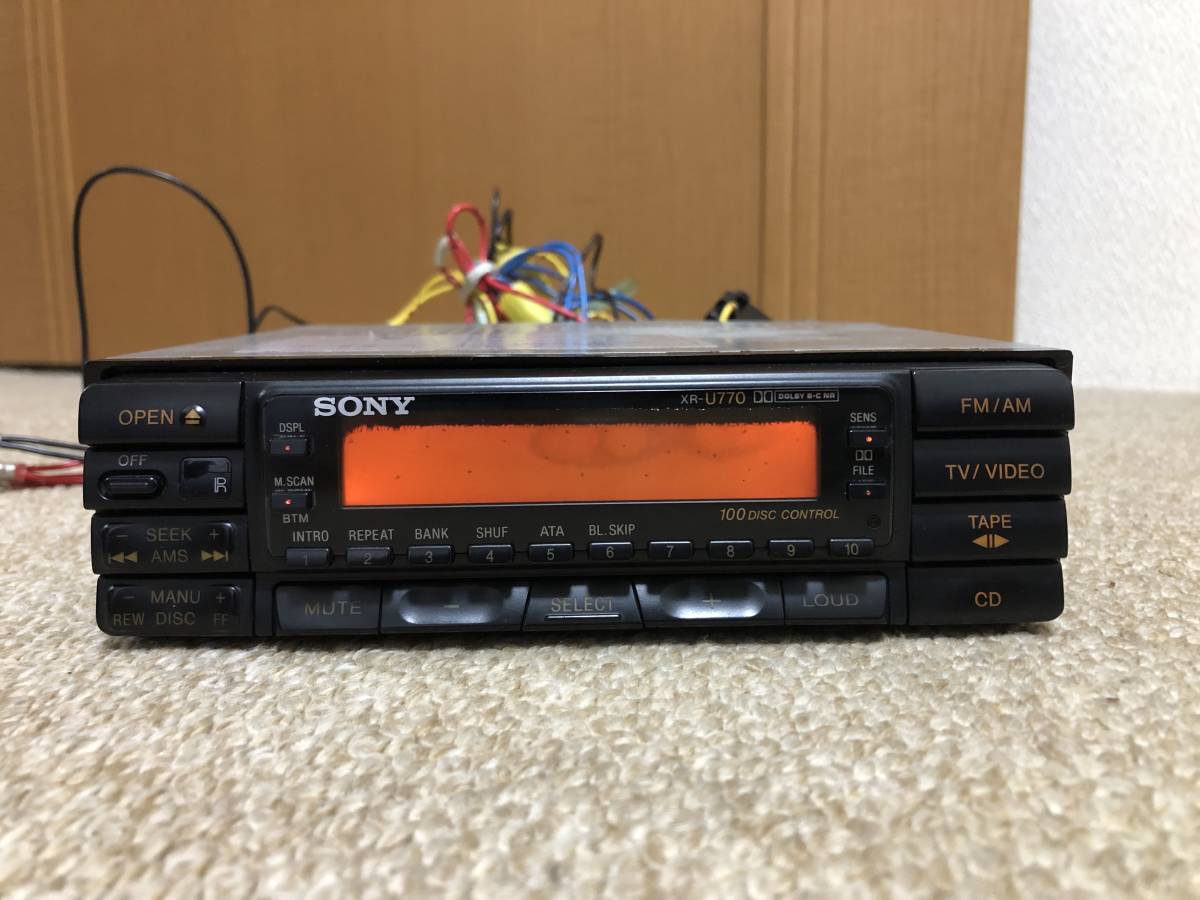 SONY
XR-U770 DOLBY B-C NR
OPEN
OFF
SEEK
- +
AMS
MANU
- +
REW DISC FF
DSPL
M.SCAN
BTM
SENS
FILE
100 DISC CONTROL
INTRO REPEAT BANK SHUF ATA BL.SKIP
1 2 3 4 5 6 7 8 9 10
MUTE - SELECT + LOUD
FM/AM
TV/VIDEO
TAPE
CD